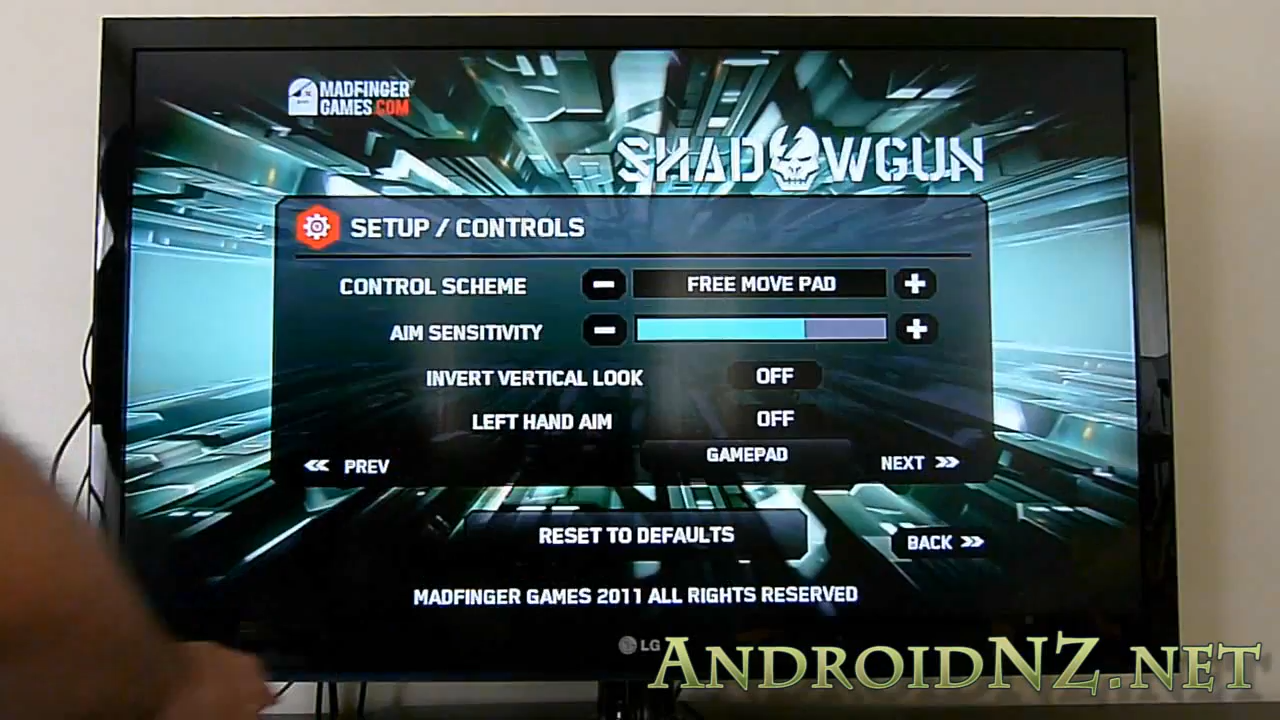 MADFINGER
GAMES.COM
SHADOWGUN
SETUP / CONTROLS
CONTROL SCHEME − FREE MOVE PAD +
AIM SENSITIVITY − +
INVERT VERTICAL LOOK OFF
LEFT HAND AIM OFF
GAMEPAD
« PREV NEXT »
RESET TO DEFAULTS
BACK »
MADFINGER GAMES 2011 ALL RIGHTS RESERVED
LG
ANDROIDNZ.NET